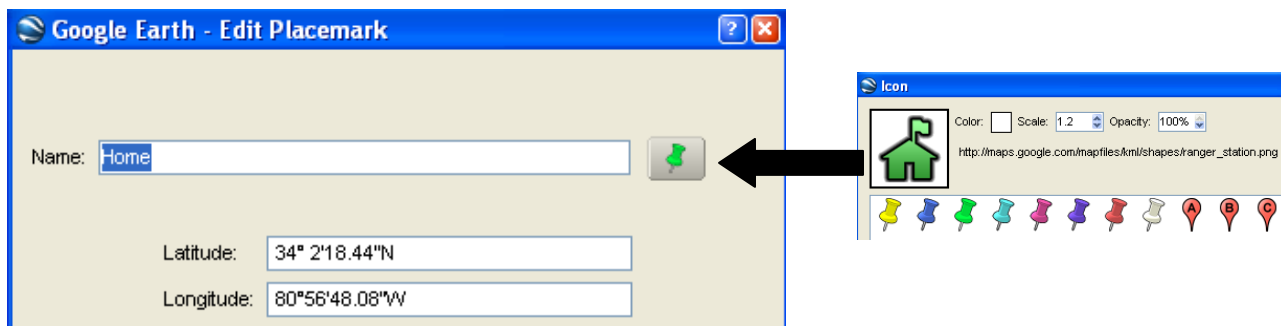 Google Earth - Edit Placemark
Name: Home
Latitude: 34° 2'18.44"N
Longitude: 80°56'48.08"W
Icon
Color: Scale: 1.2 Opacity: 100%
http://maps.google.com/mapfiles/kml/shapes/ranger_station.png
A B C